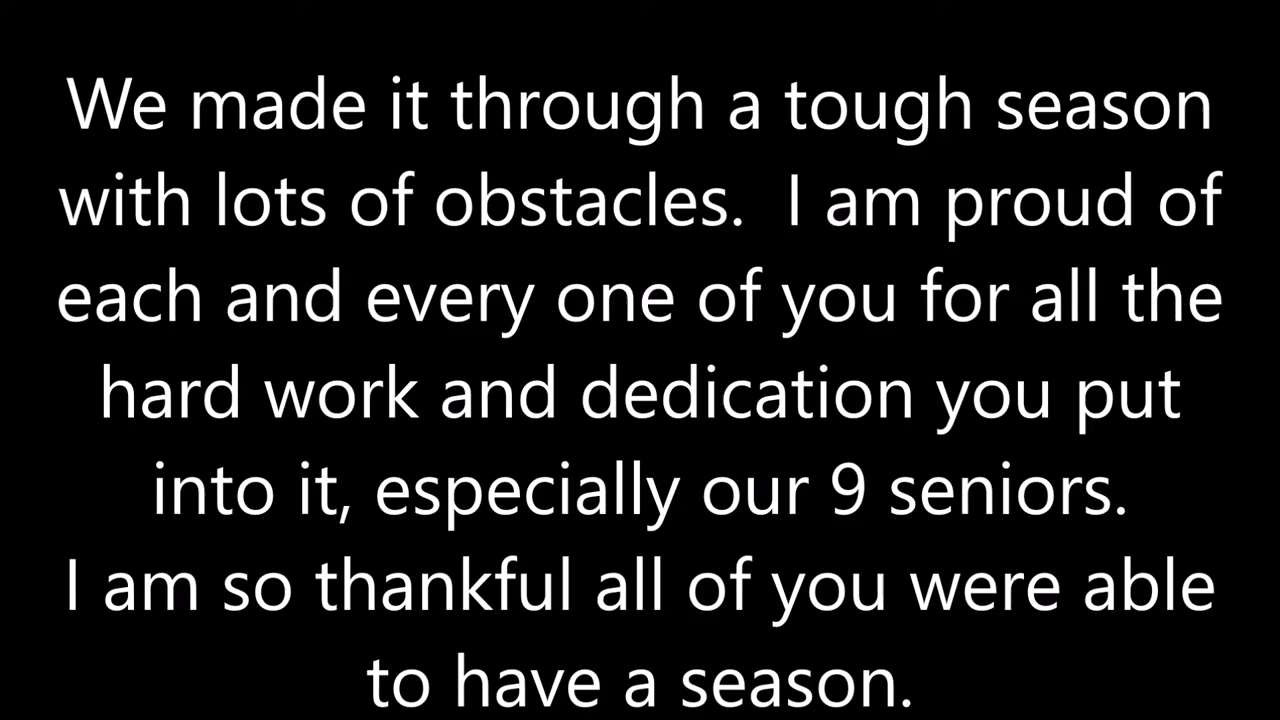 We made it through a tough season
with lots of obstacles.  I am proud of
each and every one of you for all the
hard work and dedication you put
into it, especially our 9 seniors.
I am so thankful all of you were able
to have a season.